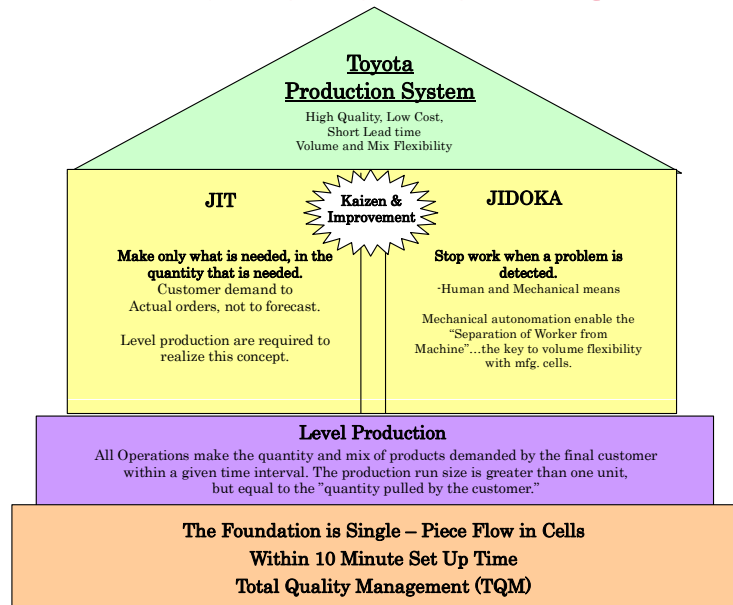 Toyota
Production System
High Quality, Low Cost,
Short Lead time
Volume and Mix Flexibility
JIT
Kaizen &
Improvement
JIDOKA
Make only what is needed, in the
quantity that is needed.
Customer demand to
Actual orders, not to forecast.
Level production are required to
realize this concept.
Stop work when a problem is
detected.
-Human and Mechanical means
Mechanical autonomation enable the
“Separation of Worker from
Machine”…the key to volume flexibility
with mfg. cells.
Level Production
All Operations make the quantity and mix of products demanded by the final customer
within a given time interval. The production run size is greater than one unit,
but equal to the ”quantity pulled by the customer.”
The Foundation is Single – Piece Flow in Cells
Within 10 Minute Set Up Time
Total Quality Management (TQM)